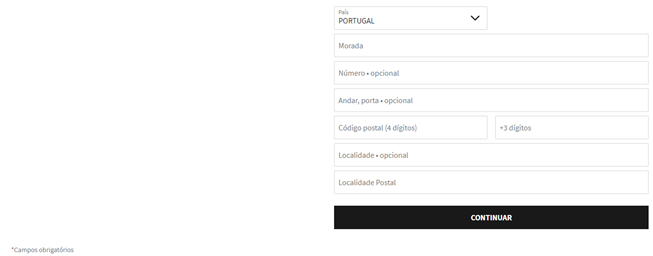 País
PORTUGAL
Morada
Número • opcional
Andar, porta • opcional
Código postal (4 dígitos)
+3 dígitos
Localidade • opcional
Localidade Postal
CONTINUAR
*Campos obrigatórios